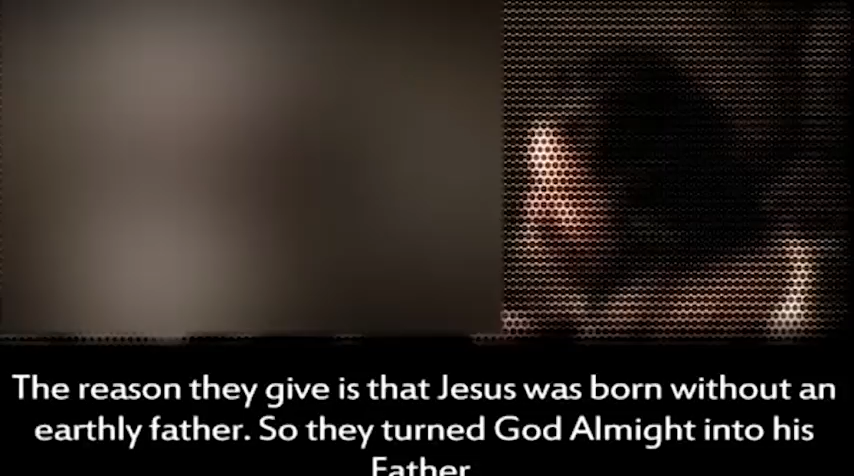 The reason they give is that Jesus was born without an
earthly father. So they turned God Almight into his
Father